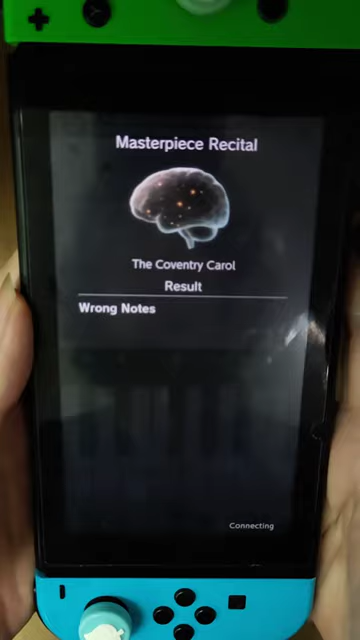 Masterpiece Recital
The Coventry Carol
Result
Wrong Notes
Connecting